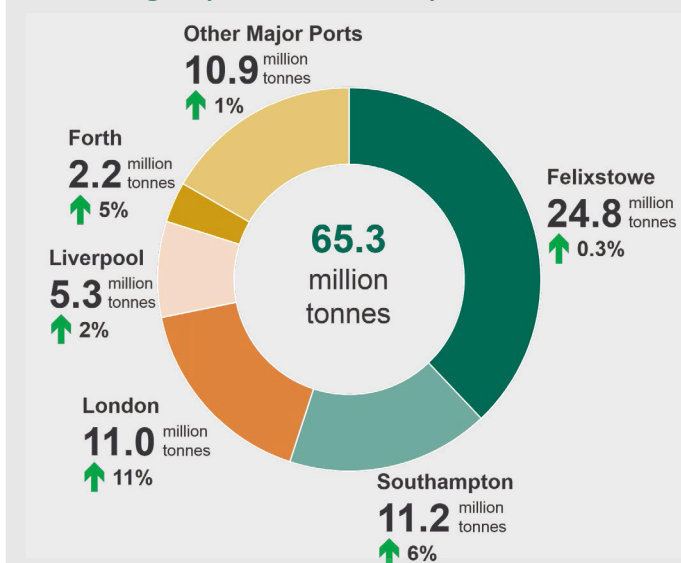 Other Major Ports
10.9 million tonnes
1%
Forth
2.2 million tonnes
5%
Liverpool
5.3 million tonnes
2%
London
11.0 million tonnes
11%
65.3
million
tonnes
Felixstowe
24.8 million tonnes
0.3%
Southampton
11.2 million tonnes
6%